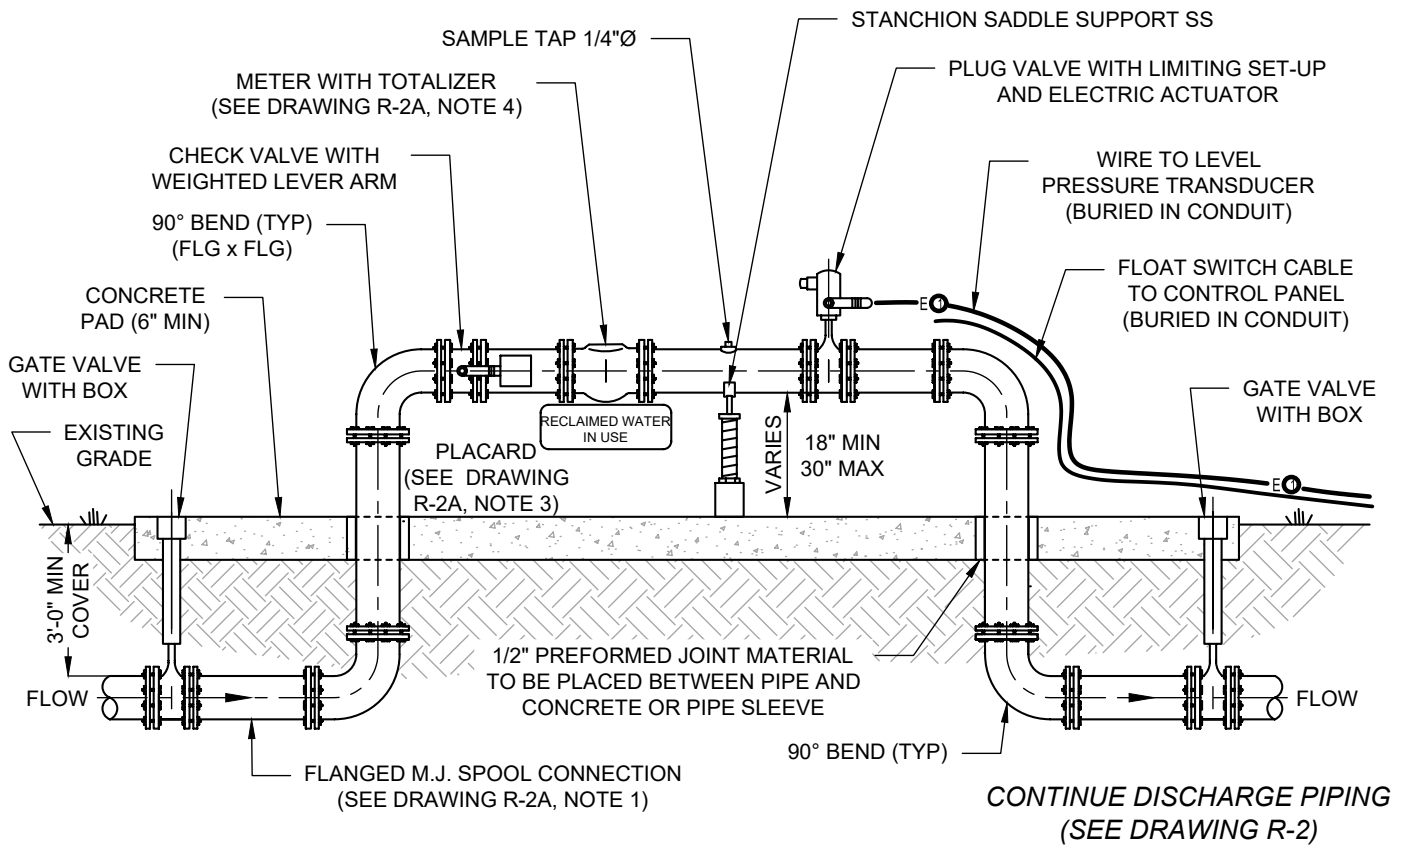 STANCHION SADDLE SUPPORT SS
SAMPLE TAP 1/4"Ø
PLUG VALVE WITH LIMITING SET-UP
AND ELECTRIC ACTUATOR
METER WITH TOTALIZER
(SEE DRAWING R-2A, NOTE 4)
CHECK VALVE WITH
WEIGHTED LEVER ARM
WIRE TO LEVEL
PRESSURE TRANSDUCER
(BURIED IN CONDUIT)
90° BEND (TYP)
(FLG x FLG)
FLOAT SWITCH CABLE
TO CONTROL PANEL
(BURIED IN CONDUIT)
CONCRETE
PAD (6" MIN)
E 1
GATE VALVE
WITH BOX
GATE VALVE
WITH BOX
EXISTING
GRADE
RECLAIMED WATER
IN USE
PLACARD
(SEE DRAWING
R-2A, NOTE 3)
VARIES
18" MIN
30" MAX
E 1
3'-0" MIN
COVER
1/2" PREFORMED JOINT MATERIAL
TO BE PLACED BETWEEN PIPE AND
CONCRETE OR PIPE SLEEVE
FLOW
FLOW
90° BEND (TYP)
FLANGED M.J. SPOOL CONNECTION
(SEE DRAWING R-2A, NOTE 1)
CONTINUE DISCHARGE PIPING
(SEE DRAWING R-2)